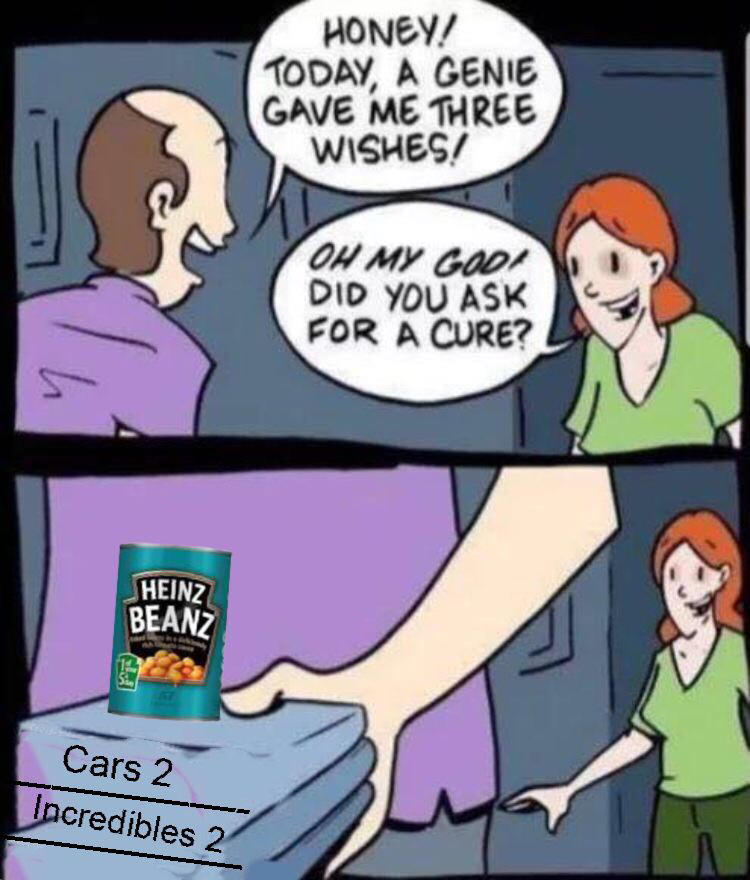 HONEY!
TODAY, A GENIE
GAVE ME THREE
WISHES!
OH MY GOD!
DID YOU ASK
FOR A CURE?
HEINZ
BEANZ
Cars 2
Incredibles 2